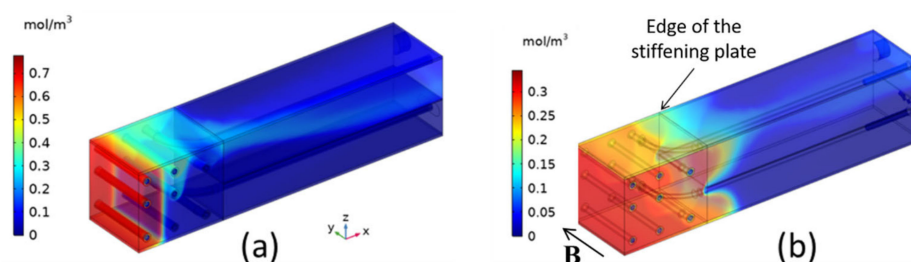 mol/m³
0.7
0.6
0.5
0.4
0.3
0.2
0.1
0
y z x
(a)
Edge of the
stiffening plate
mol/m³
0.3
0.25
0.2
0.15
0.1
0.05
0
B
(b)